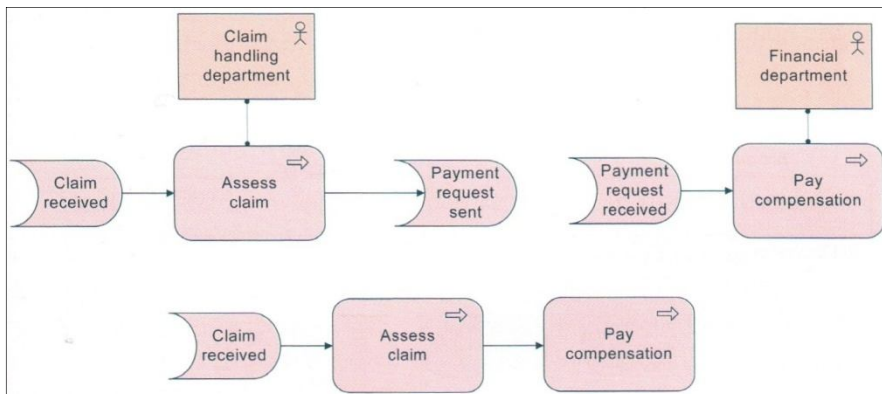 Claim
handling
department
Financial
department
Claim
received
Assess
claim
Payment
request
sent
Payment
request
received
Pay
compensation
Claim
received
Assess
claim
Pay
compensation